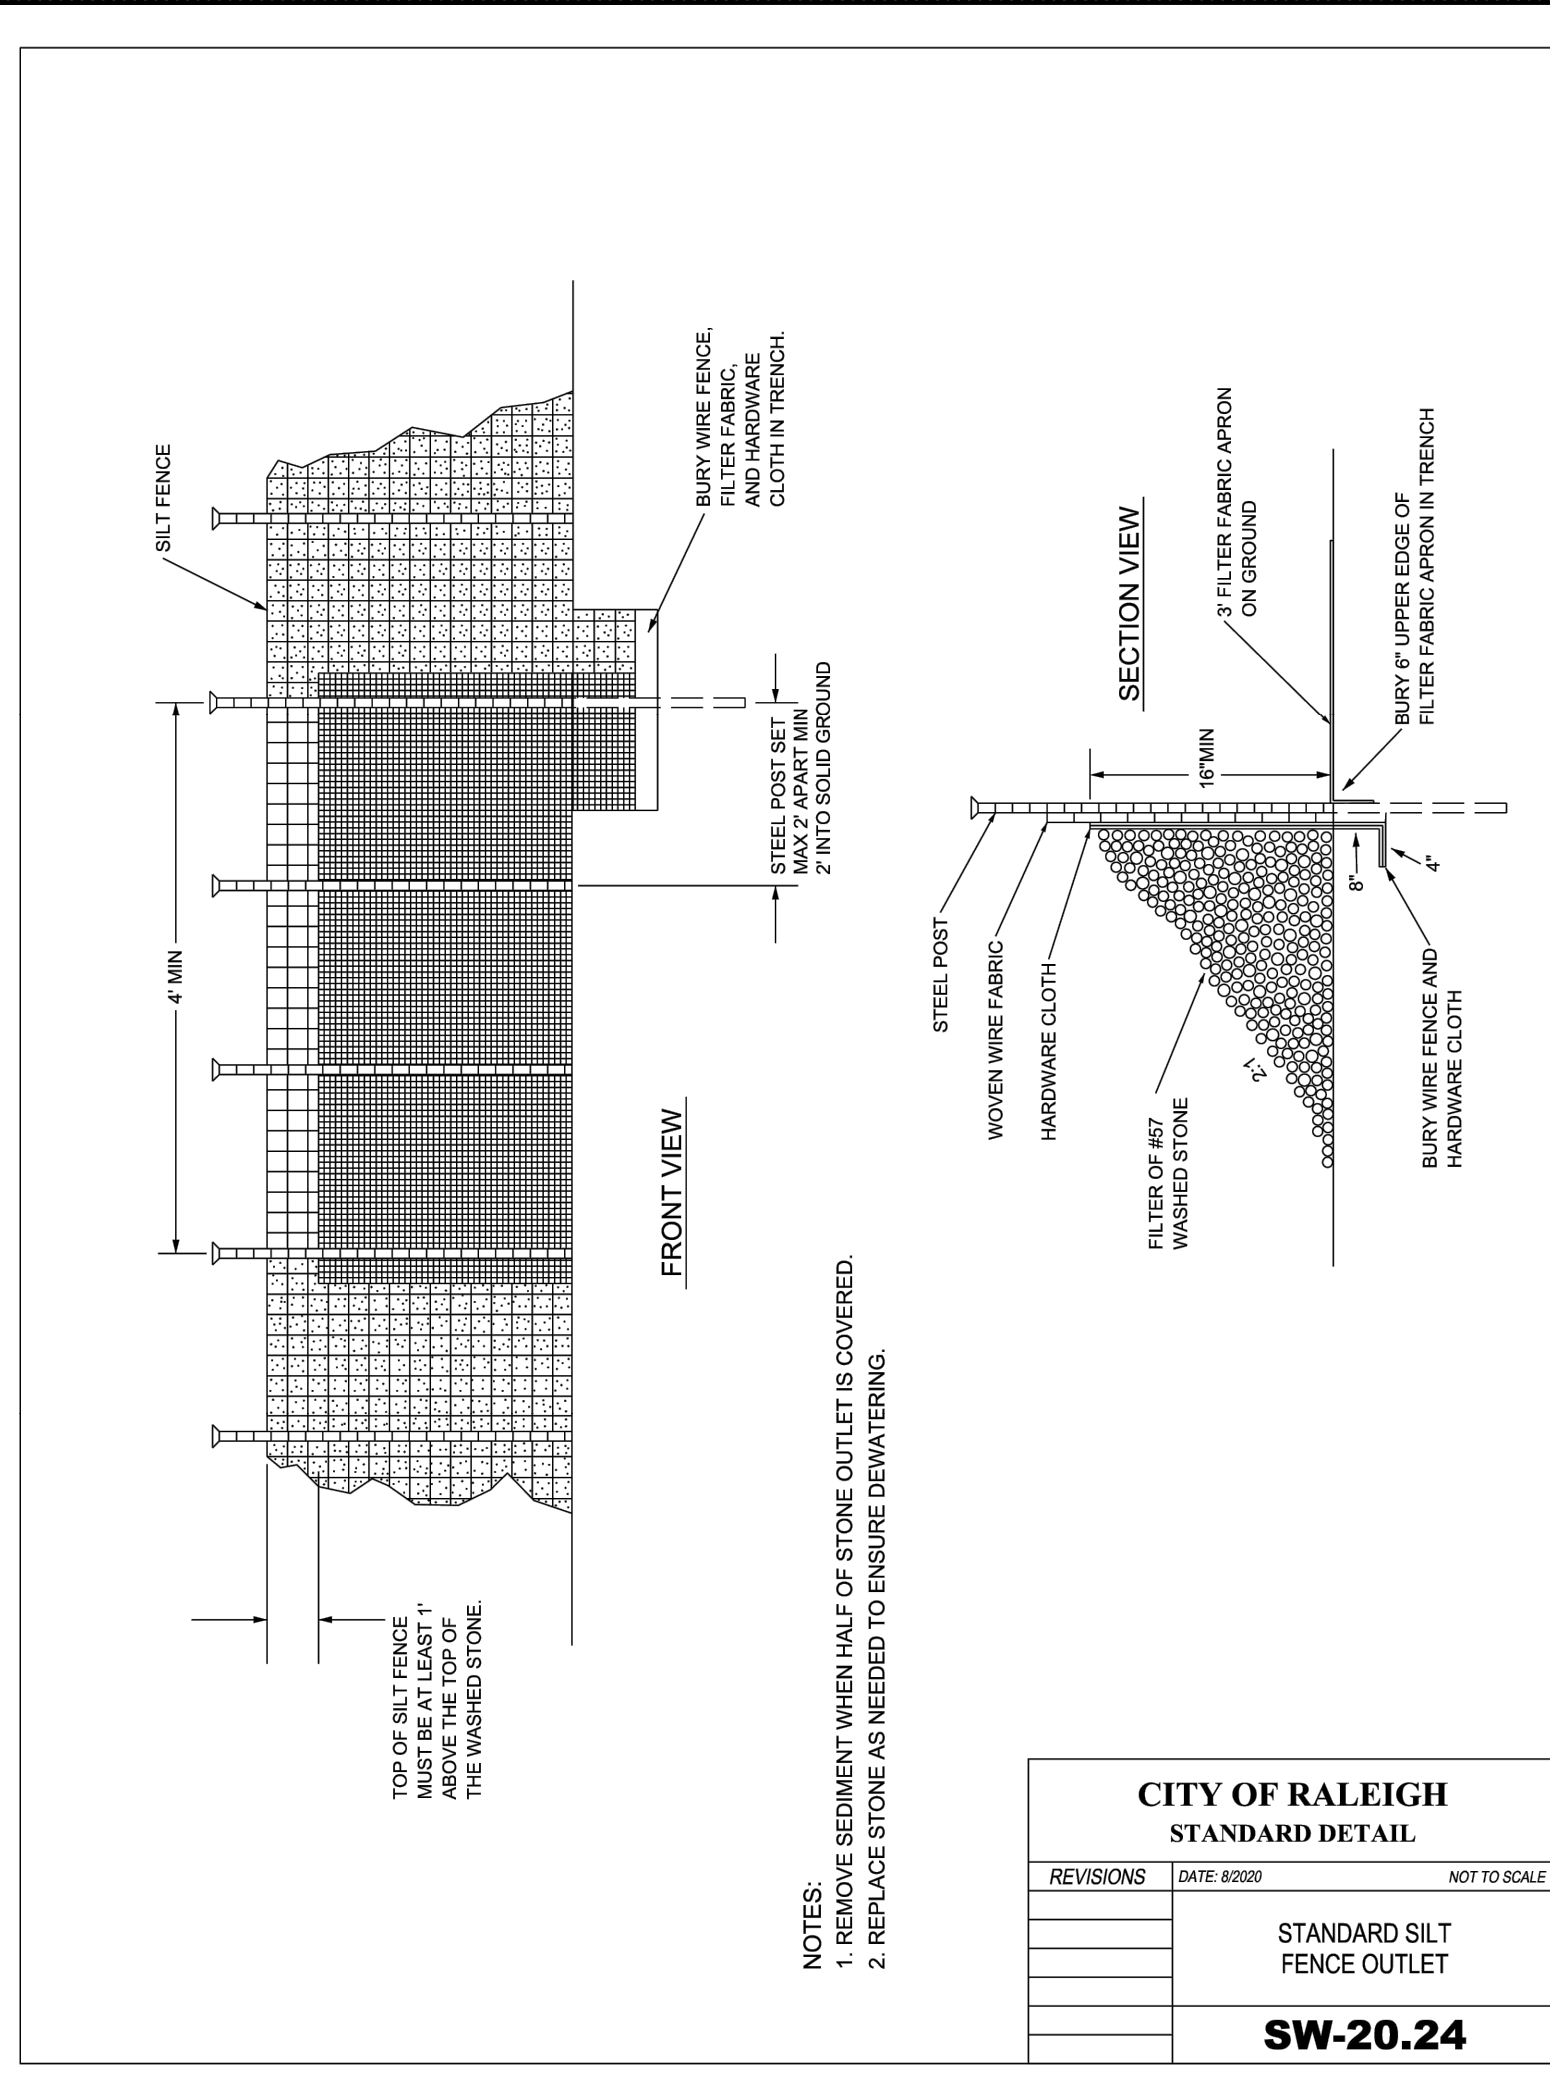 SILT FENCE
4' MIN
BURY WIRE FENCE,
FILTER FABRIC,
AND HARDWARE
CLOTH IN TRENCH.
STEEL POST SET
MAX 2' APART MIN
2' INTO SOLID GROUND
TOP OF SILT FENCE
MUST BE AT LEAST 1'
ABOVE THE TOP OF
THE WASHED STONE.
FRONT VIEW
STEEL POST
WOVEN WIRE FABRIC
HARDWARE CLOTH
FILTER OF #57
WASHED STONE
2:1
16"MIN
SECTION VIEW
3' FILTER FABRIC APRON
ON GROUND
BURY 6" UPPER EDGE OF
FILTER FABRIC APRON IN TRENCH
8"
4"
BURY WIRE FENCE AND
HARDWARE CLOTH
NOTES:
1. REMOVE SEDIMENT WHEN HALF OF STONE OUTLET IS COVERED.
2. REPLACE STONE AS NEEDED TO ENSURE DEWATERING.
CITY OF RALEIGH
STANDARD DETAIL
REVISIONS DATE: 8/2020 NOT TO SCALE
STANDARD SILT
FENCE OUTLET
SW-20.24